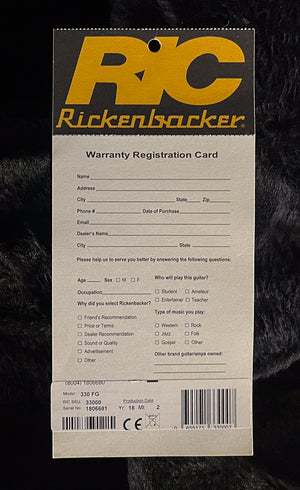 RIC
Rickenbacker
Warranty Registration Card
Name
Address
City State Zip
Phone # Date of Purchase
Email
Dealer's Name
City State
Please help us to serve you better by answering the following questions:
Age Sex M F
Occupation
Why did you select Rickenbacker?
Friend's Recommendation
Price or Terms
Dealer Recommendation
Sound or Quality
Advertisement
Other
Who will play this guitar?
Student Amateur
Entertainer Teacher
Type of music you play:
Western Rock
Jazz Folk
Gospel Other
Other brand guitar/amps owned:
Model 330 FG
RIC SKU: 33000
Serial No 1806681
Production Code
Yr: 18 Mt: 2
CE